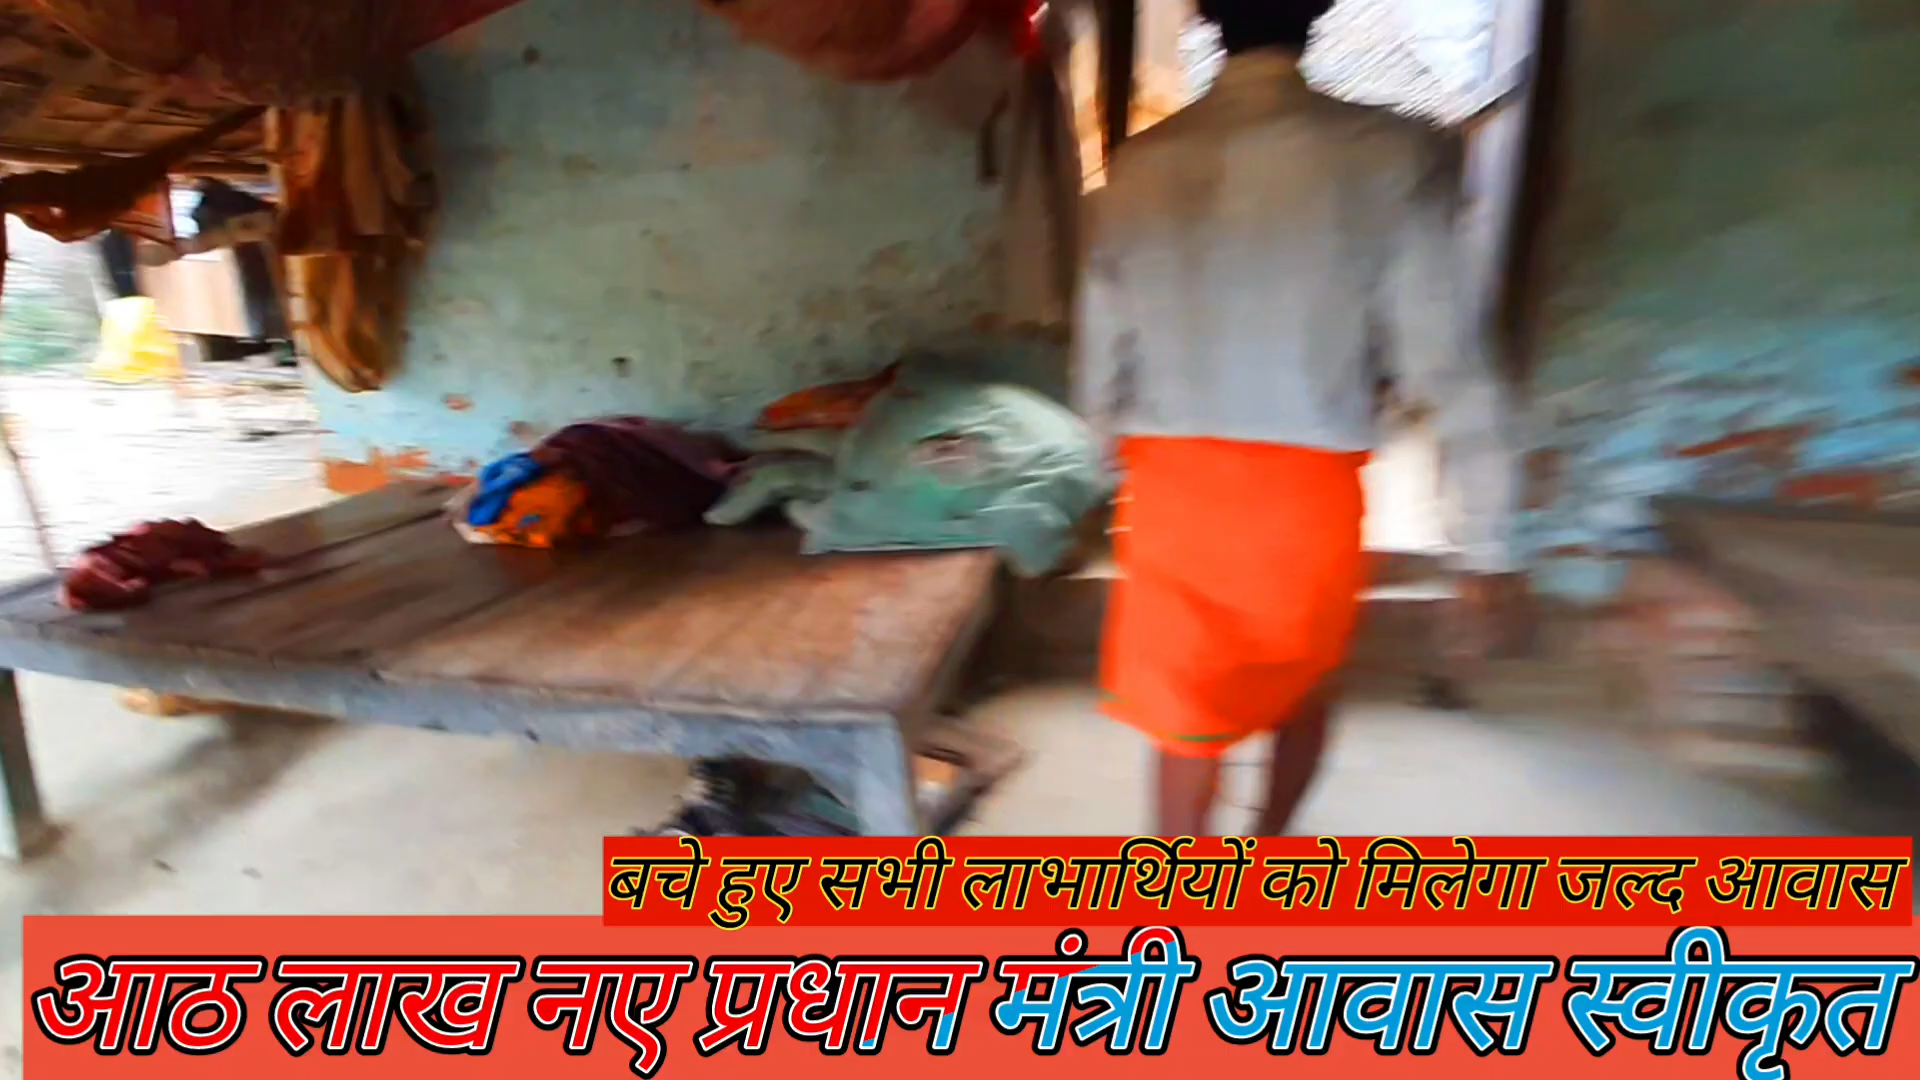 बचे हुए सभी लाभार्थियों को मिलेगा जल्द आवास
आठ लाख नए प्रधान मंत्री आवास स्वीकृत